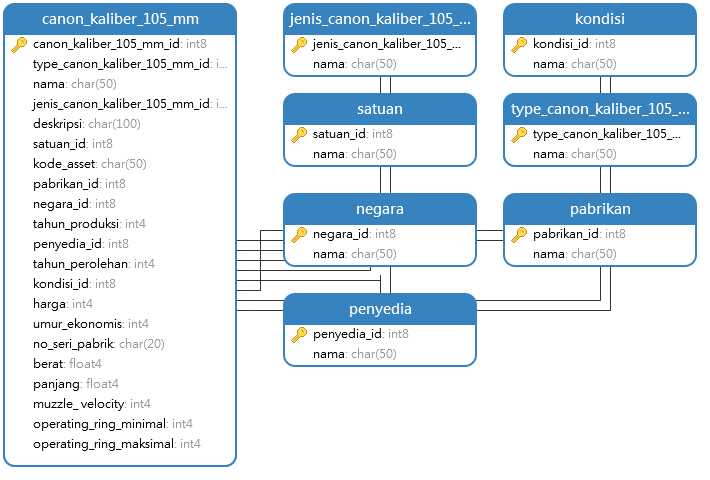 canon_kaliber_105_mm
canon_kaliber_105_mm_id: int8
type_canon_kaliber_105_mm_id: i...
nama: char(50)
jenis_canon_kaliber_105_mm_id: i...
deskripsi: char(100)
satuan_id: int8
kode_asset: char(50)
pabrikan_id: int8
negara_id: int8
tahun_produksi: int4
penyedia_id: int8
tahun_perolehan: int4
kondisi_id: int8
harga: int4
umur_ekonomis: int4
no_seri_pabrik: char(20)
berat: float4
panjang: float4
muzzle_ velocity: int4
operating_ring_minimal: int4
operating_ring_maksimal: int4
jenis_canon_kaliber_105_...
jenis_canon_kaliber_105_m...
nama: char(50)
kondisi
kondisi_id: int8
nama: char(50)
satuan
satuan_id: int8
nama: char(50)
type_canon_kaliber_105_...
type_canon_kaliber_105_m...
nama: char(50)
negara
negara_id: int8
nama: char(50)
pabrikan
pabrikan_id: int8
nama: char(50)
penyedia
penyedia_id: int8
nama: char(50)